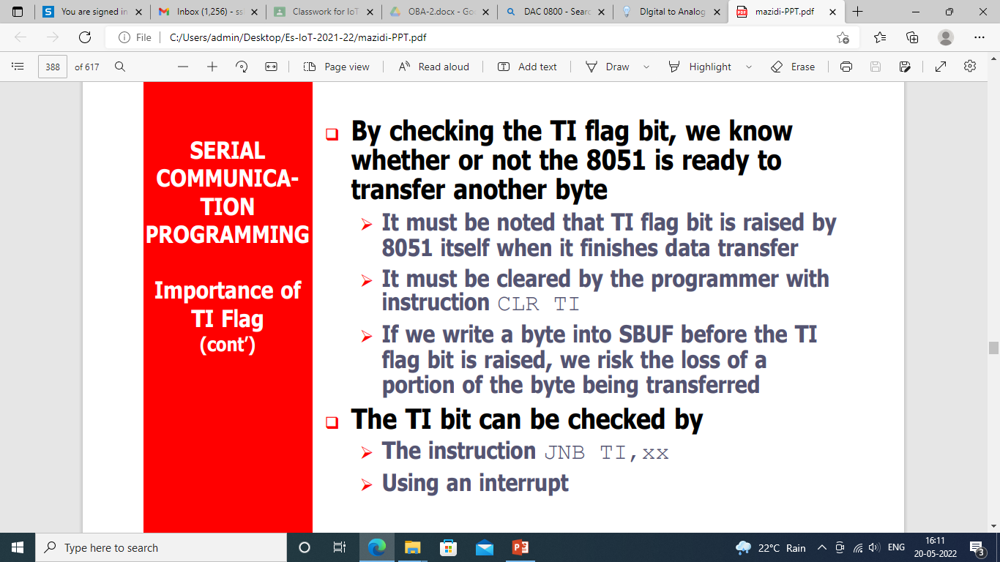 You are signed in
Inbox (1,256) - ss
Classwork for IoT
OBA-2.docx - Goo
DAC 0800 - Searc
DIgital to Analog
mazidi-PPT.pdf
File
C:/Users/admin/Desktop/Es-IoT-2021-22/mazidi-PPT.pdf
388 of 617
Page view
Read aloud
Add text
Draw
Highlight
Erase
SERIAL
COMMUNICA-
TION
PROGRAMMING
Importance of
TI Flag
(cont’)
By checking the TI flag bit, we know
whether or not the 8051 is ready to
transfer another byte
It must be noted that TI flag bit is raised by
8051 itself when it finishes data transfer
It must be cleared by the programmer with
instruction CLR TI
If we write a byte into SBUF before the TI
flag bit is raised, we risk the loss of a
portion of the byte being transferred
The TI bit can be checked by
The instruction JNB TI,xx
Using an interrupt
Type here to search
22°C Rain
ENG
16:11
20-05-2022
3